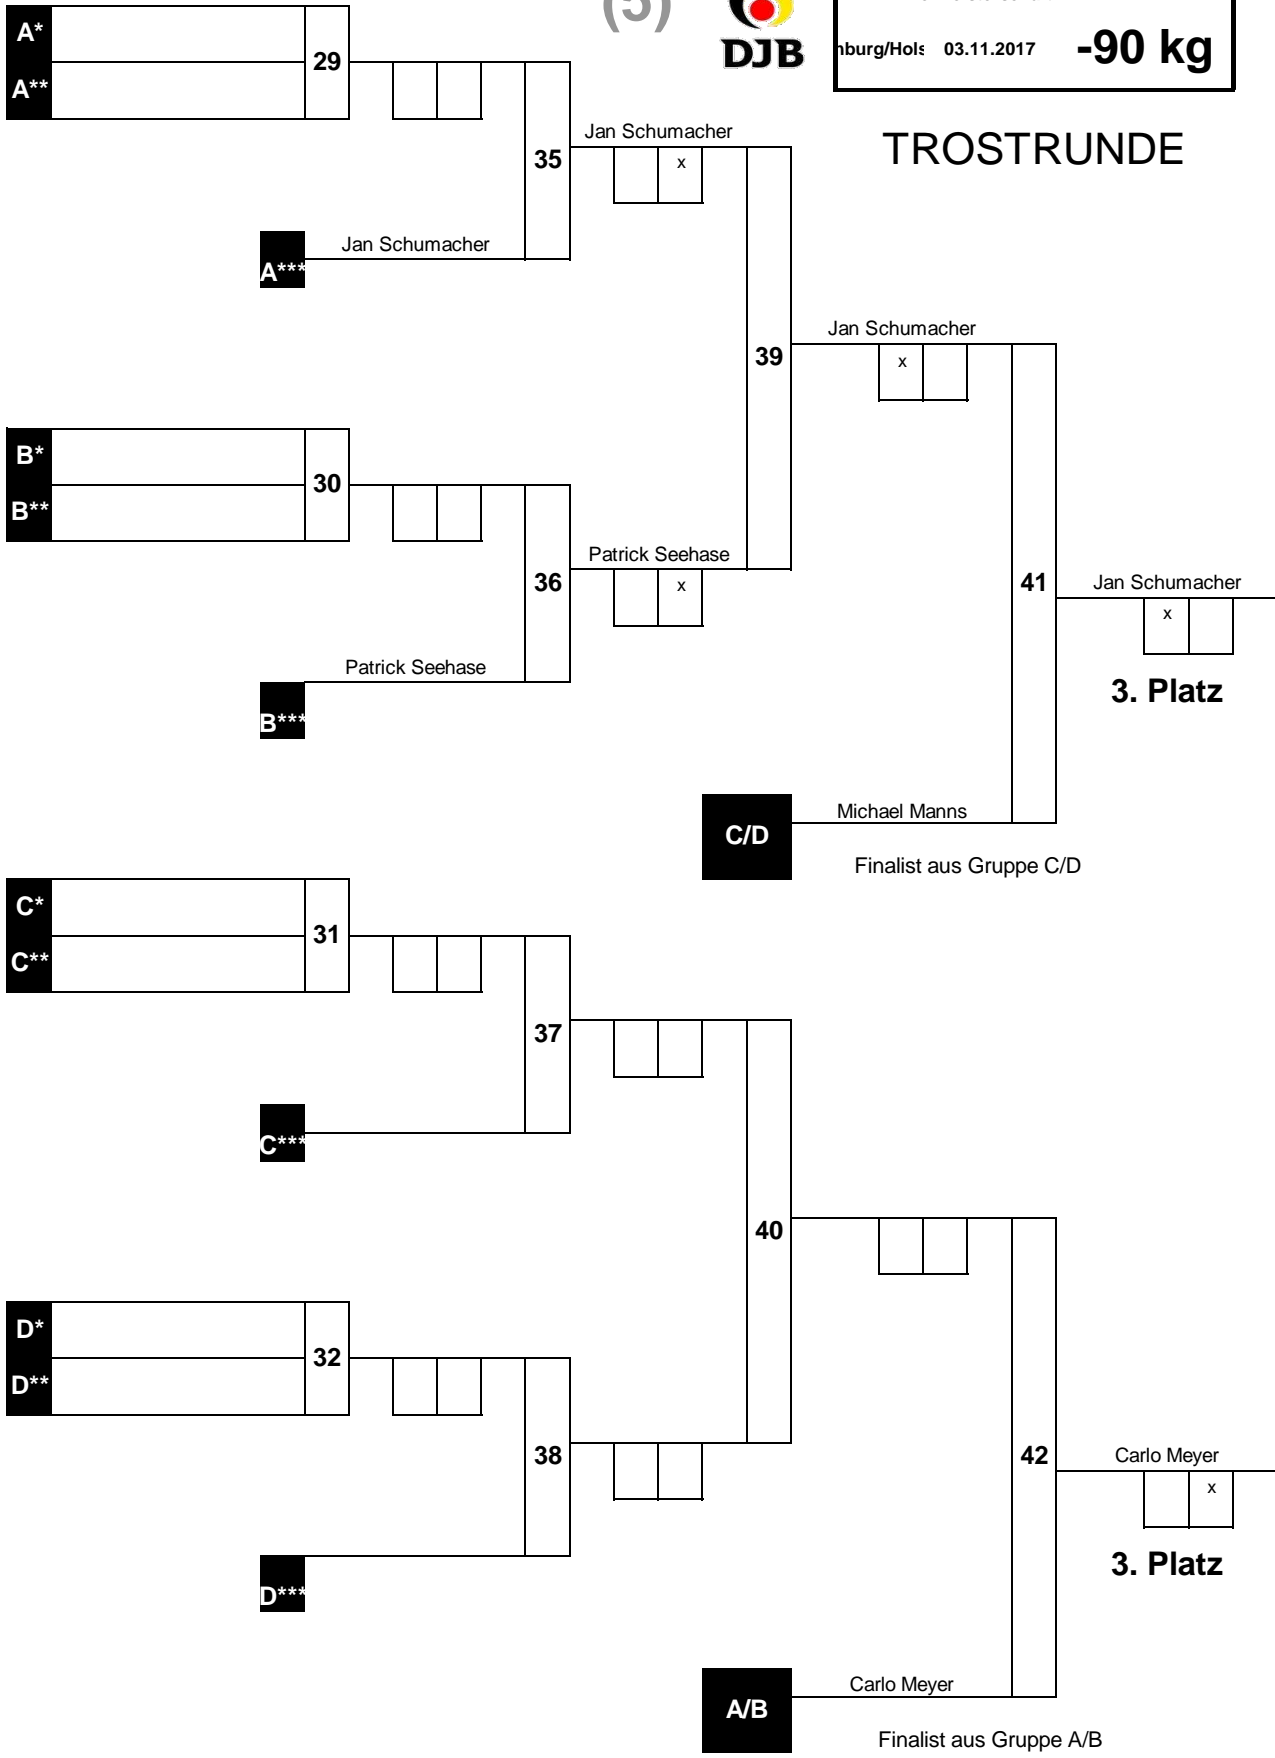 (5)
DJB
03.11.2017
-90 kg
TROSTRUNDE
A*
A**
29
35
Jan Schumacher
x
A***
Jan Schumacher
39
Jan Schumacher
x
B*
B**
30
36
Patrick Seehase
x
B***
Patrick Seehase
41
Jan Schumacher
x
3. Platz
C/D
Michael Manns
Finalist aus Gruppe C/D
C*
C**
31
37
C***
40
D*
D**
32
38
D***
42
Carlo Meyer
x
3. Platz
A/B
Carlo Meyer
Finalist aus Gruppe A/B